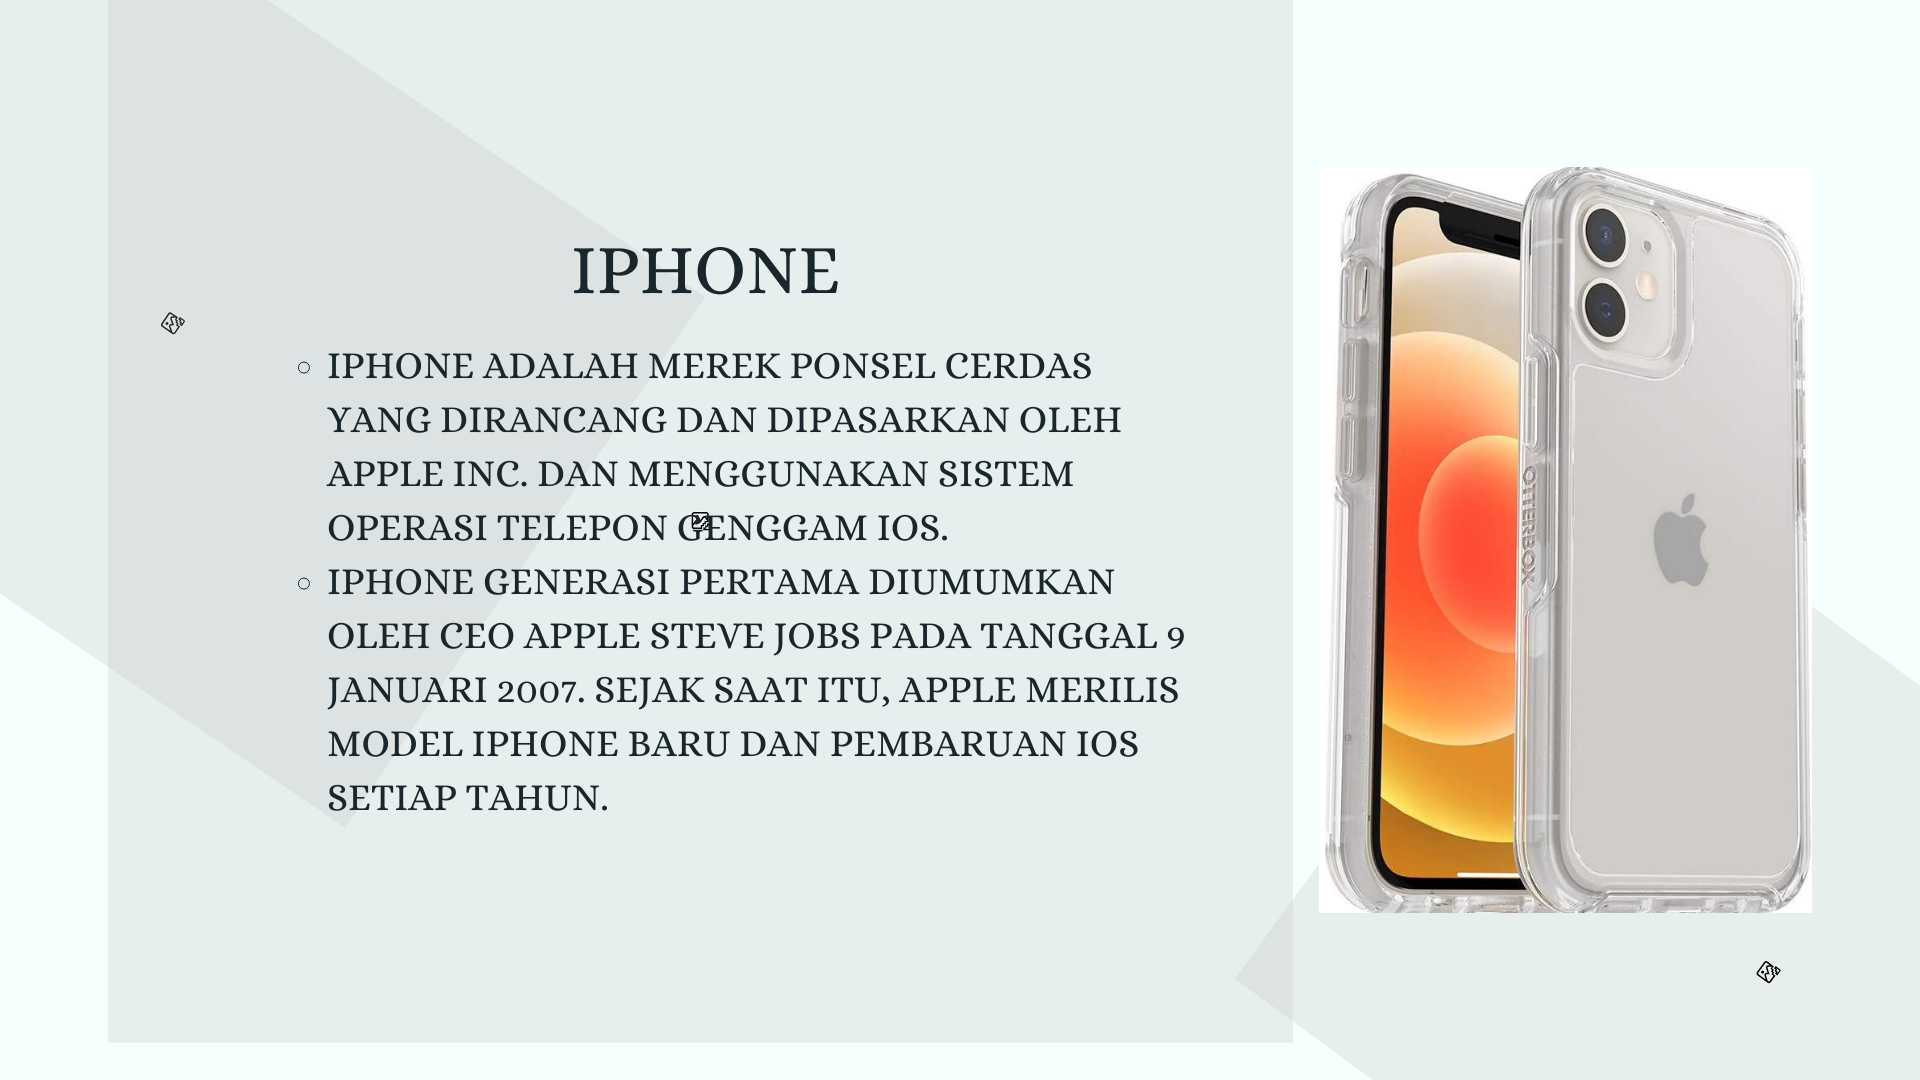 IPHONE
IPHONE ADALAH MEREK PONSEL CERDAS
YANG DIRANCANG DAN DIPASARKAN OLEH
APPLE INC. DAN MENGGUNAKAN SISTEM
OPERASI TELEPON GENGGAM IOS.
IPHONE GENERASI PERTAMA DIUMUMKAN
OLEH CEO APPLE STEVE JOBS PADA TANGGAL 9
JANUARI 2007. SEJAK SAAT ITU, APPLE MERILIS
MODEL IPHONE BARU DAN PEMBARUAN IOS
SETIAP TAHUN.
OTTERBOX